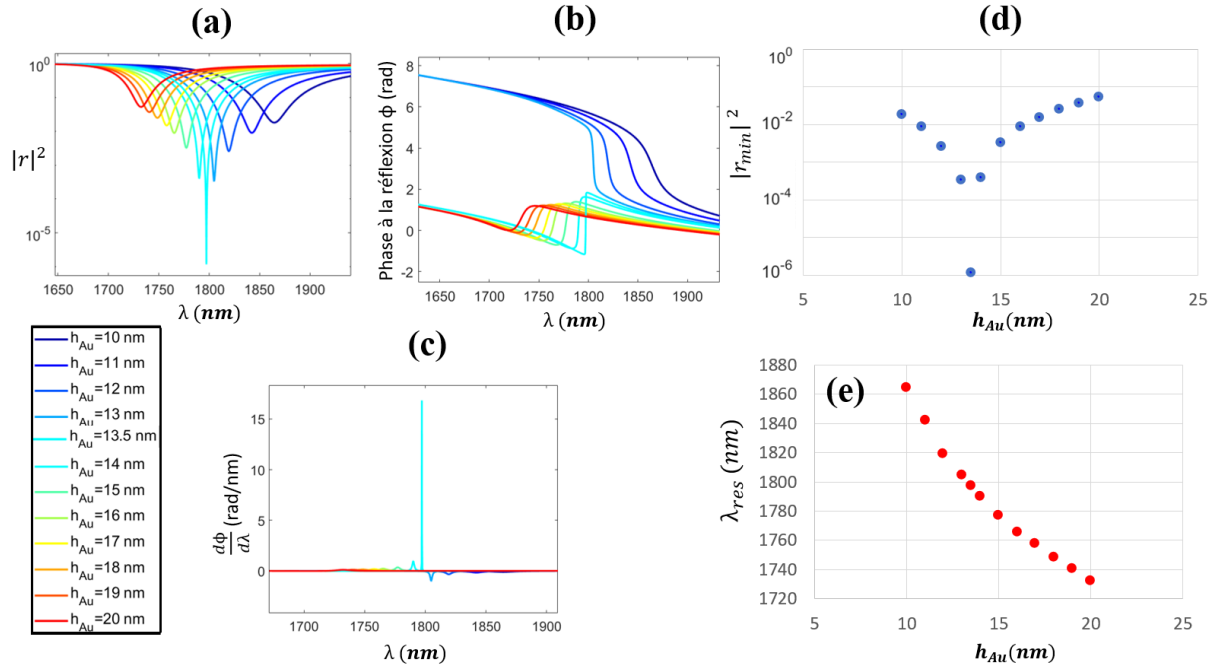 (a)
10^0
|r|^2
10^-5
1650 1700 1750 1800 1850 1900
λ (nm)
(b)
Phase à la réflexion ϕ (rad)
8
6
4
2
0
-2
1700 1750 1800 1850 1900
λ (nm)
(d)
|r_min|^2
10^0
10^-2
10^-4
10^-6
5 10 15 20 25
h_Au(nm)
h_Au=10 nm
h_Au=11 nm
h_Au=12 nm
h_Au=13 nm
h_Au=13.5 nm
h_Au=14 nm
h_Au=15 nm
h_Au=16 nm
h_Au=17 nm
h_Au=18 nm
h_Au=19 nm
h_Au=20 nm
(c)
dϕ/dλ (rad/nm)
15
10
5
0
1700 1750 1800 1850 1900
λ (nm)
(e)
λ_res (nm)
1880
1860
1840
1820
1800
1780
1760
1740
1720
5 10 15 20 25
h_Au(nm)